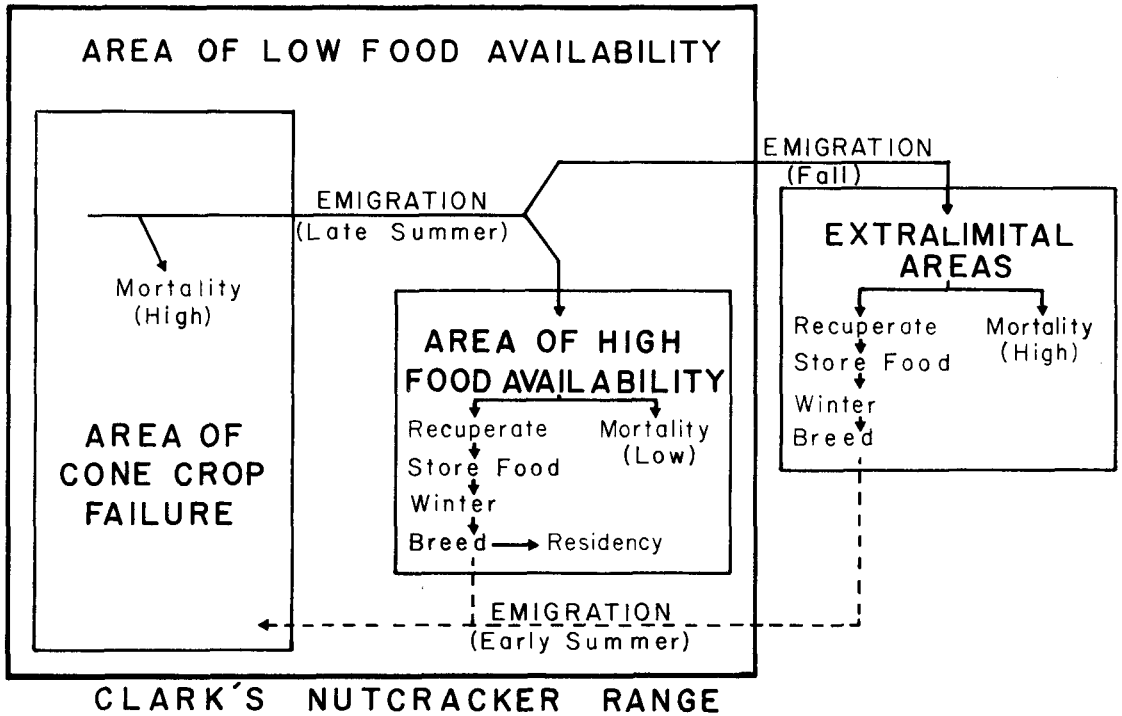 AREA OF LOW FOOD AVAILABILITY
EMIGRATION
(Fall)
EMIGRATION
(Late Summer)
Mortality
(High)
AREA OF
CONE CROP
FAILURE
AREA OF HIGH
FOOD AVAILABILITY
Recuperate
Store Food
Winter
Breed
Residency
Mortality
(Low)
EXTRALIMITAL
AREAS
Recuperate
Store Food
Winter
Breed
Mortality
(High)
EMIGRATION
(Early Summer)
CLARK'S NUTCRACKER RANGE